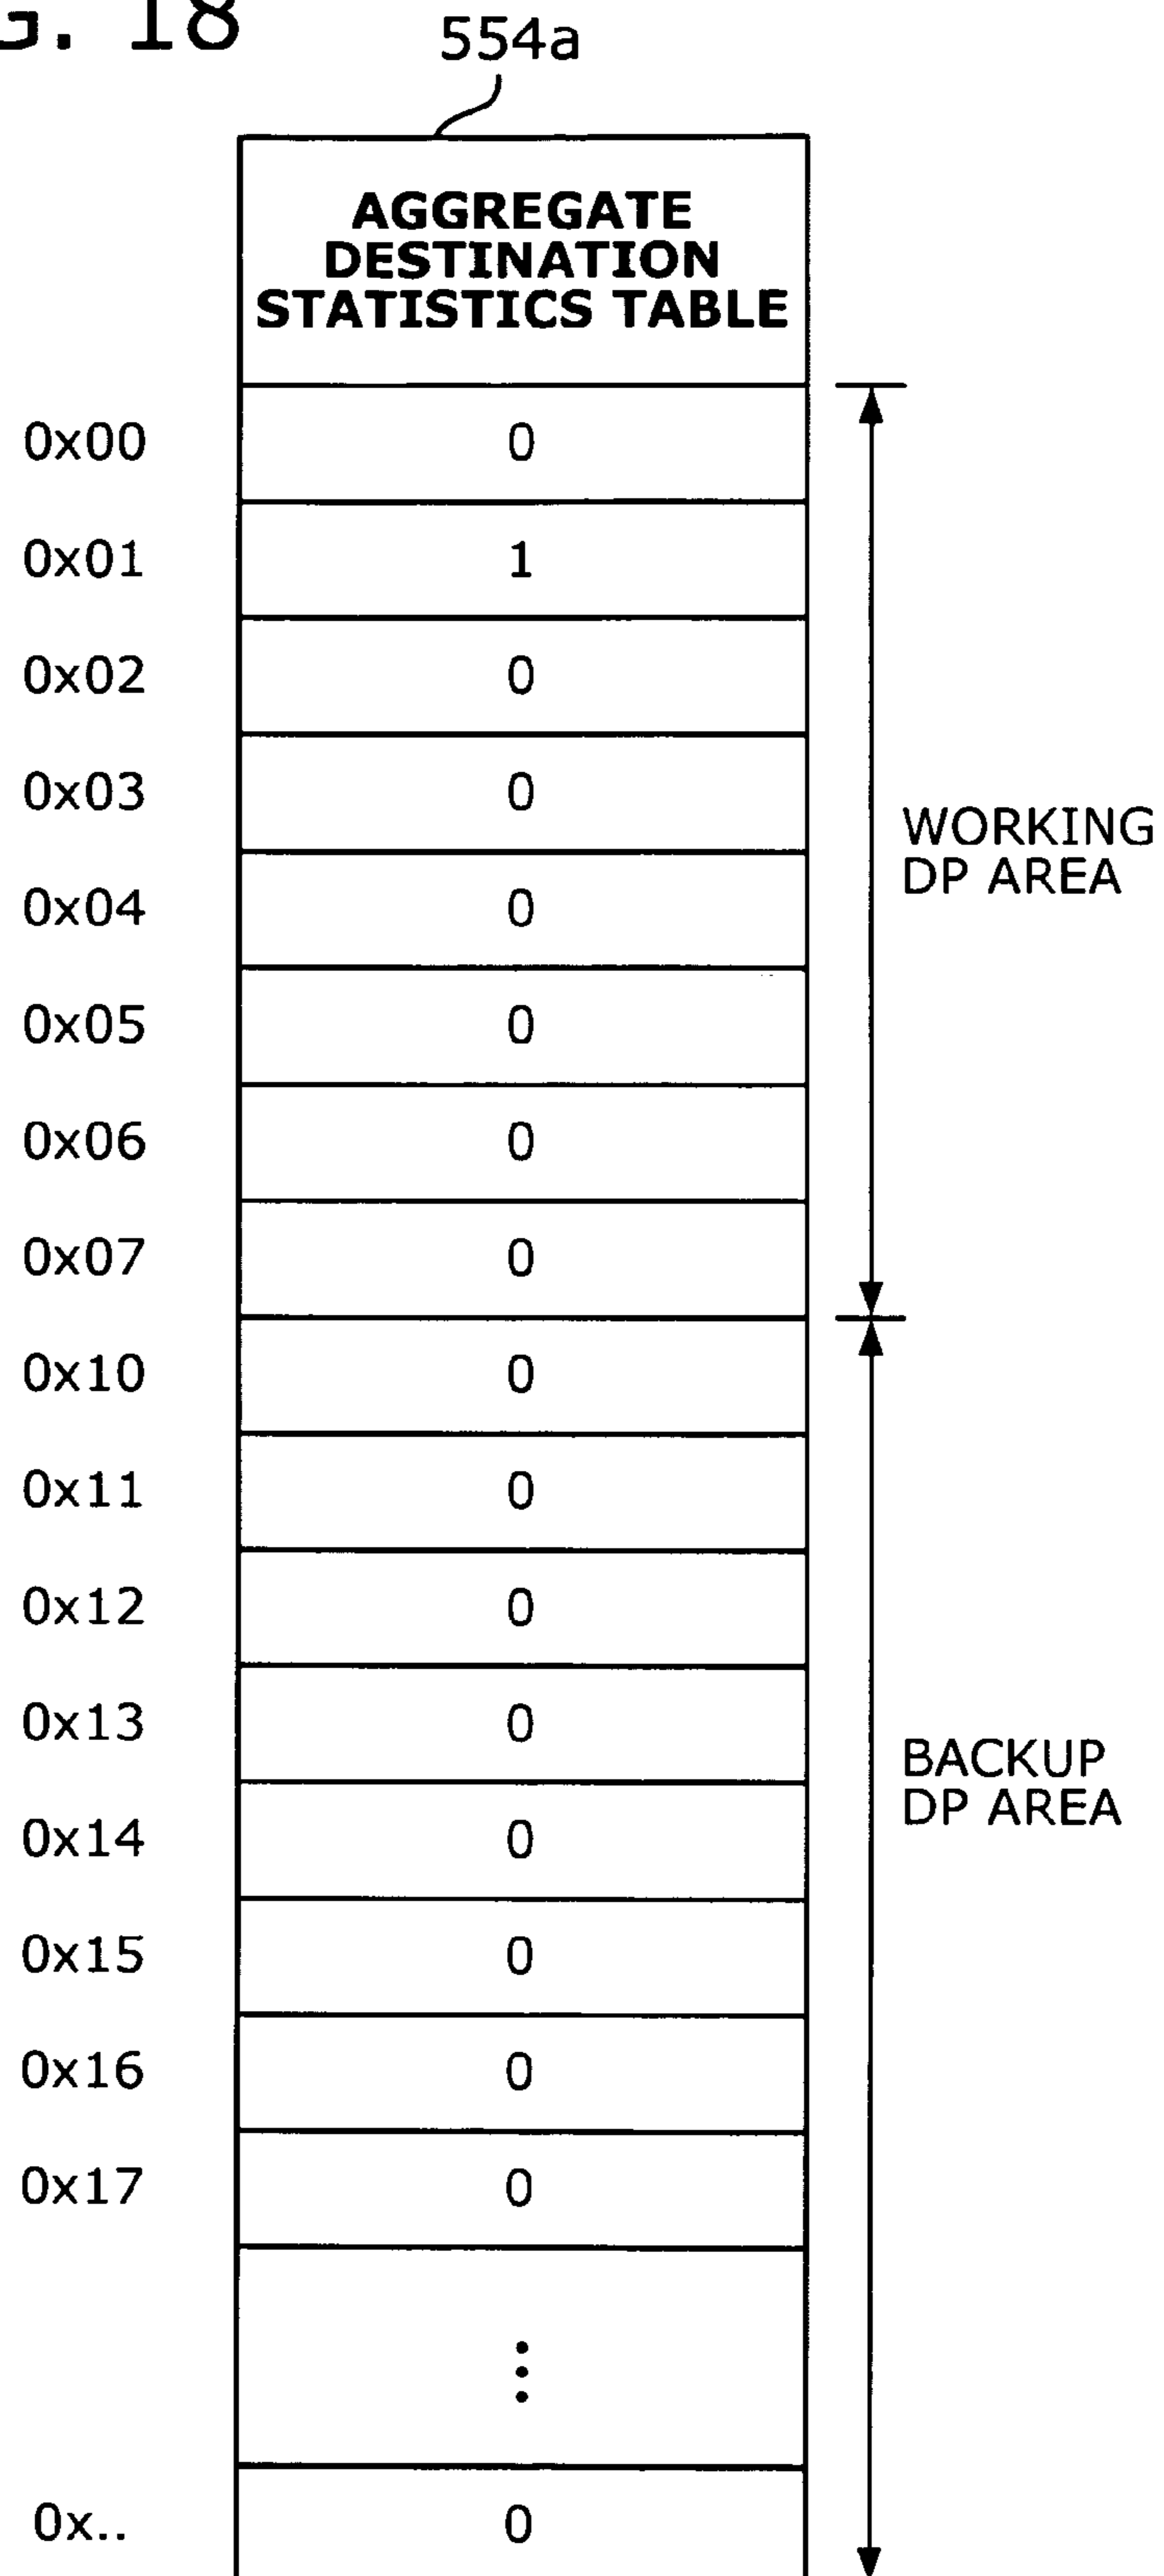 G. 18
554a
AGGREGATE
DESTINATION
STATISTICS TABLE
0x00 0
0x01 1
0x02 0
0x03 0
WORKING
DP AREA
0x04 0
0x05 0
0x06 0
0x07 0
0x10 0
0x11 0
0x12 0
0x13 0
BACKUP
DP AREA
0x14 0
0x15 0
0x16 0
0x17 0
⋮
0x.. 0